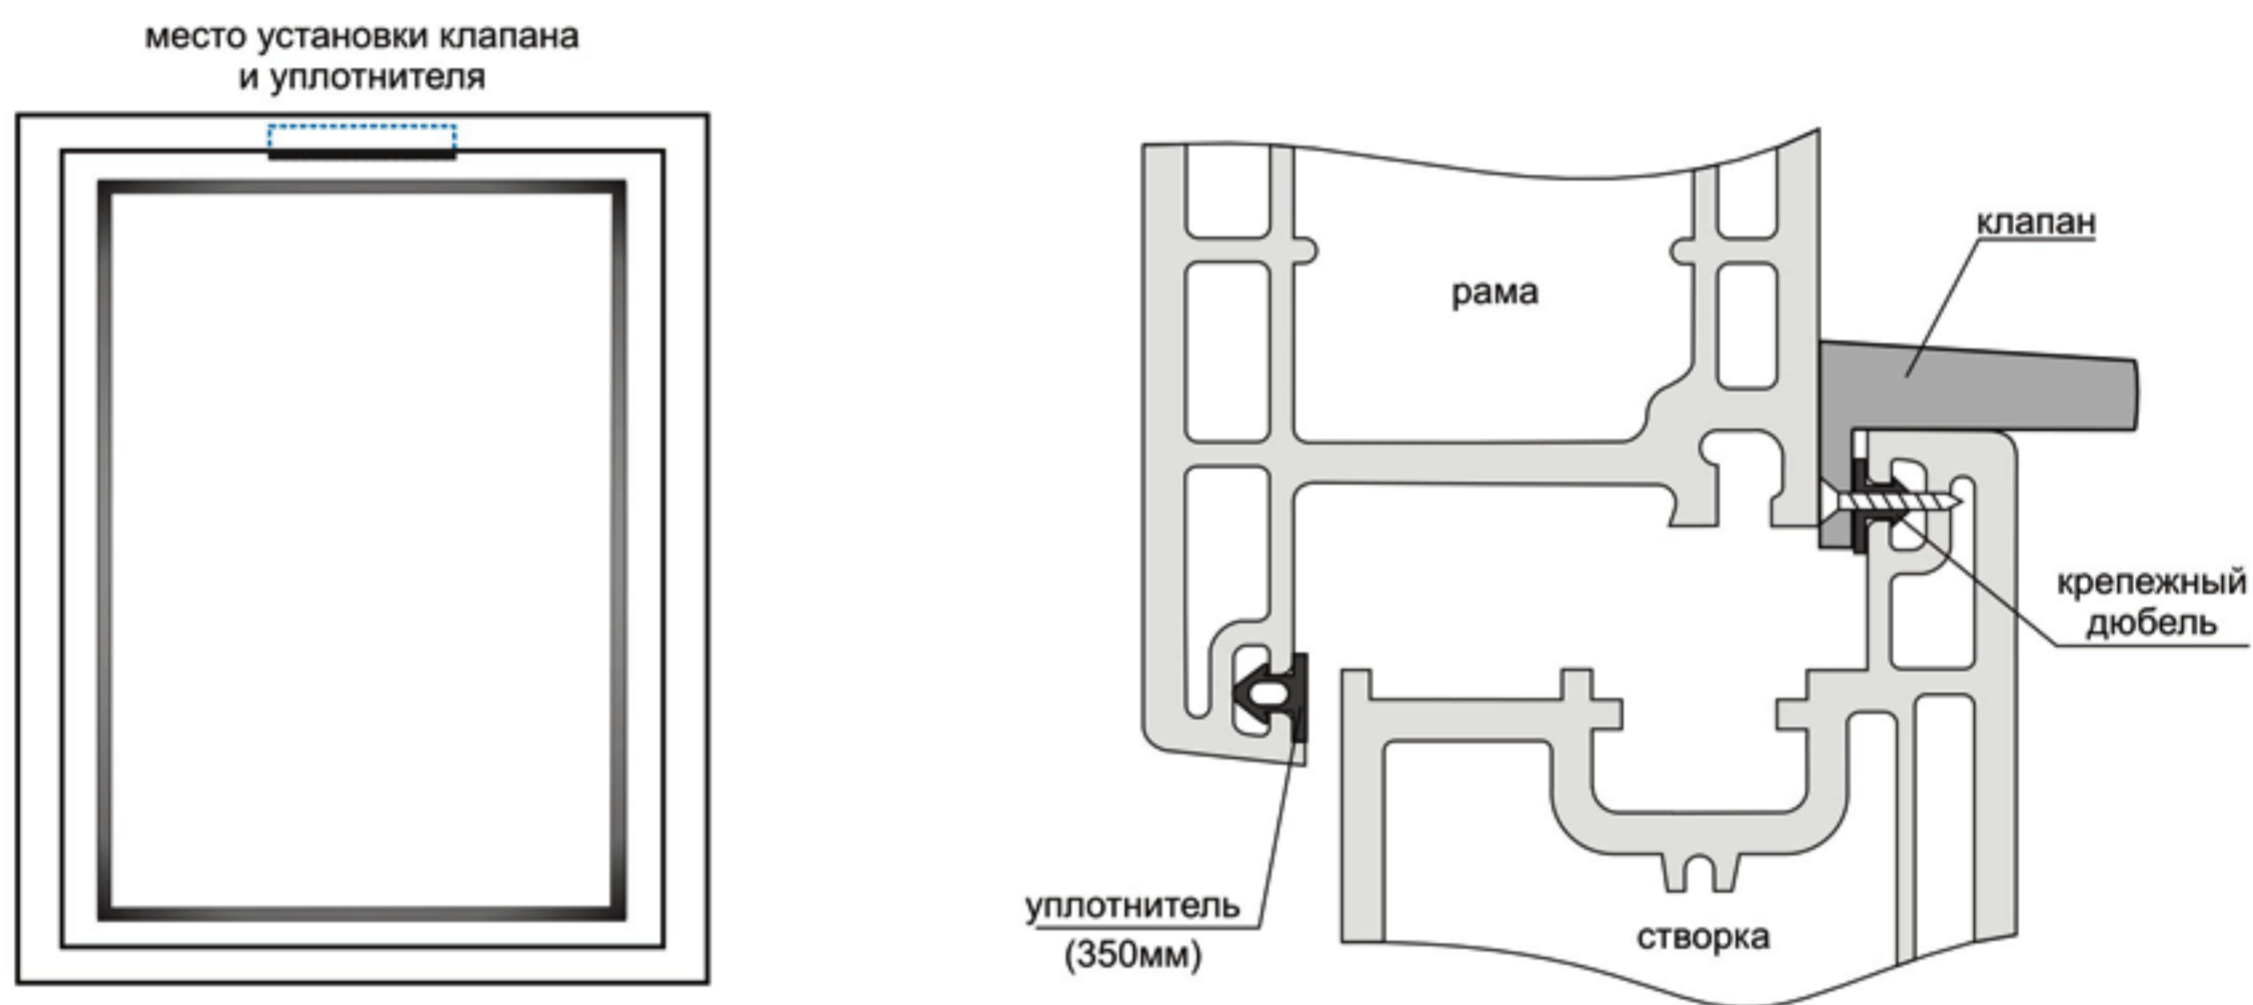 место установки клапана
и уплотнителя
клапан
рама
крепежный
дюбель
уплотнитель
(350мм)
створка